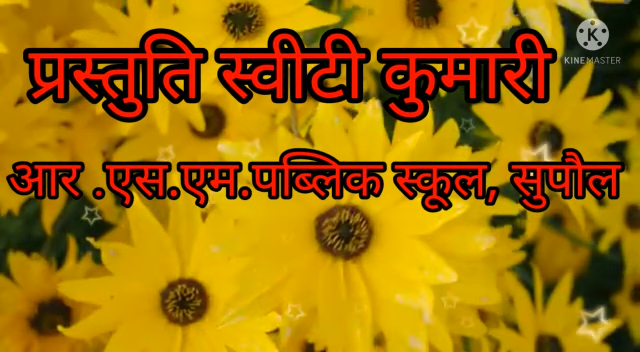 प्रस्तुति स्वीटी कुमारी
K
KINEMASTER
आर .एस.एम.पब्लिक स्कूल, सुपौल